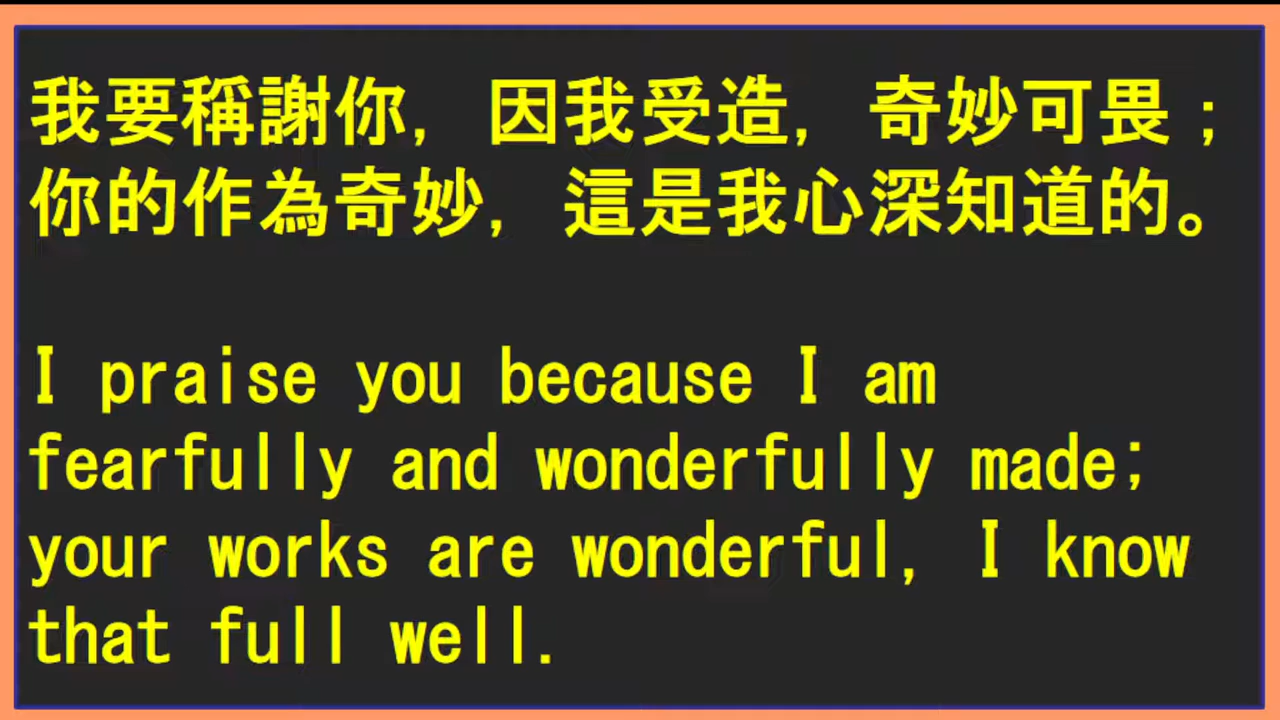 我要稱謝你, 因我受造, 奇妙可畏；
你的作為奇妙, 這是我心深知道的。
I praise you because I am
fearfully and wonderfully made;
your works are wonderful, I know
that full well.